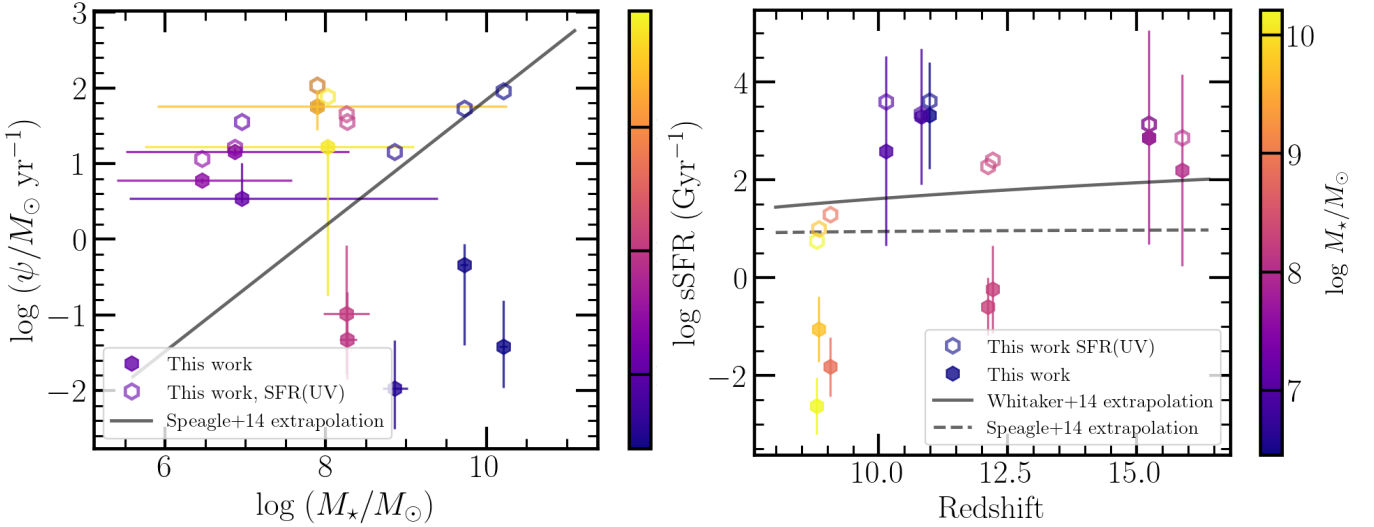 3
2
1
0
−1
−2
6
8
10
log (ψ/M⊙ yr⁻¹)
log (M⋆/M⊙)
This work
This work, SFR(UV)
Speagle+14 extrapolation
4
2
0
−2
10.0
12.5
15.0
log sSFR (Gyr⁻¹)
Redshift
This work SFR(UV)
This work
Whitaker+14 extrapolation
Speagle+14 extrapolation
10
9
8
7
log M⋆/M⊙